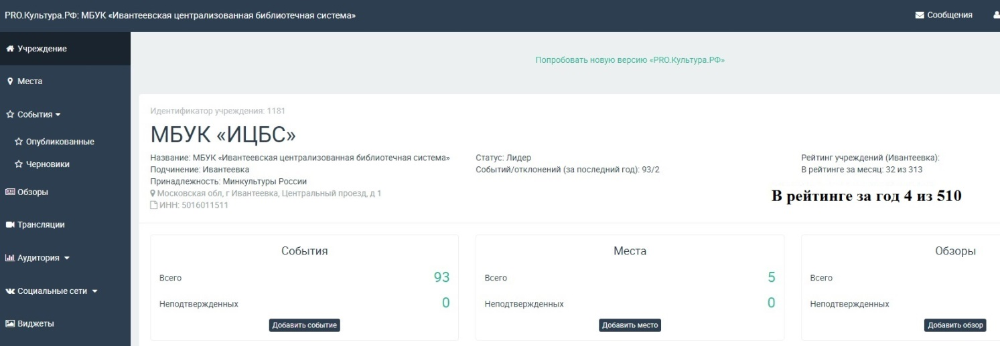 PRO.Культура.РФ: МБУК «Ивантеевская централизованная библиотечная система»
Сообщения
Учреждение
Места
События
Опубликованные
Черновики
Обзоры
Трансляции
Аудитория
Социальные сети
Виджеты
Попробовать новую версию «PRO.Культура.РФ»
Идентификатор учреждения: 1181
МБУК «ИЦБС»
Название: МБУК «Ивантеевская централизованная библиотечная система»
Подчинение: Ивантеевка
Принадлежность: Минкультуры России
Московская обл, г Ивантеевка, Центральный проезд, д 1
ИНН: 5016011511
Статус: Лидер
Событий/отклонений (за последний год): 93/2
Рейтинг учреждений (Ивантеевка):
В рейтинге за месяц: 32 из 313
В рейтинге за год 4 из 510
События
Всего 93
Неподтвержденных 0
Добавить событие
Места
Всего 5
Неподтвержденных 0
Добавить место
Обзоры
Всего
Неподтвержденных
Добавить обзор